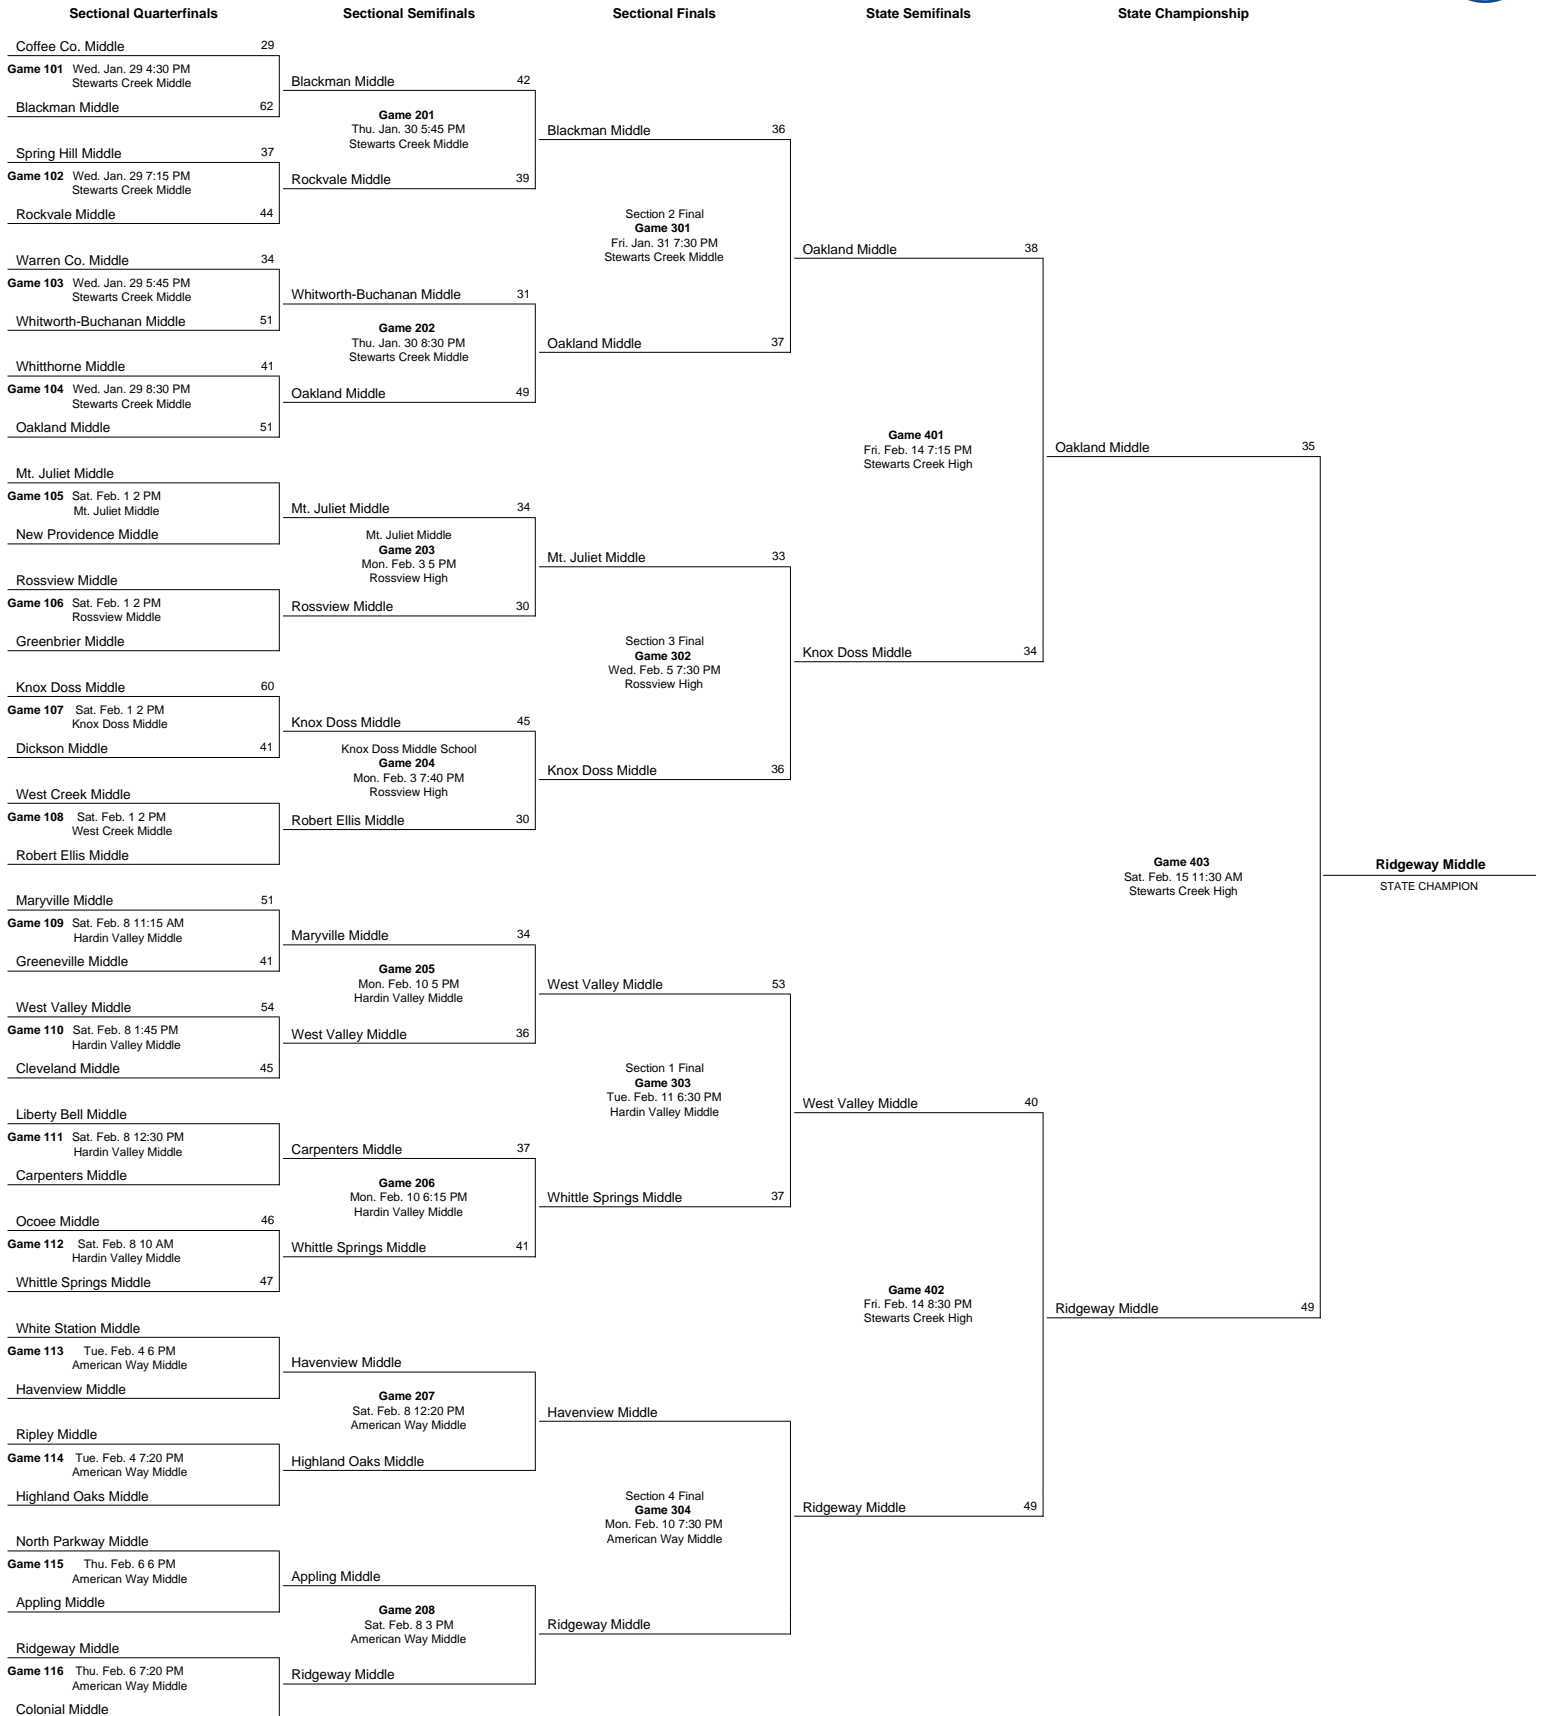 Sectional Quarterfinals
Sectional Semifinals
Sectional Finals
State Semifinals
State Championship
Coffee Co. Middle 29
Game 101 Wed. Jan. 29 4:30 PM
Stewarts Creek Middle
Blackman Middle 62
Spring Hill Middle 37
Game 102 Wed. Jan. 29 7:15 PM
Stewarts Creek Middle
Rockvale Middle 44
Warren Co. Middle 34
Game 103 Wed. Jan. 29 5:45 PM
Stewarts Creek Middle
Whitworth-Buchanan Middle 51
Whitthorne Middle 41
Game 104 Wed. Jan. 29 8:30 PM
Stewarts Creek Middle
Oakland Middle 51
Mt. Juliet Middle
Game 105 Sat. Feb. 1 2 PM
Mt. Juliet Middle
New Providence Middle
Rossview Middle
Game 106 Sat. Feb. 1 2 PM
Rossview Middle
Greenbrier Middle
Knox Doss Middle 60
Game 107 Sat. Feb. 1 2 PM
Knox Doss Middle
Dickson Middle 41
West Creek Middle
Game 108 Sat. Feb. 1 2 PM
West Creek Middle
Robert Ellis Middle
Maryville Middle 51
Game 109 Sat. Feb. 8 11:15 AM
Hardin Valley Middle
Greeneville Middle 41
West Valley Middle 54
Game 110 Sat. Feb. 8 1:45 PM
Hardin Valley Middle
Cleveland Middle 45
Liberty Bell Middle
Game 111 Sat. Feb. 8 12:30 PM
Hardin Valley Middle
Carpenters Middle
Ocoee Middle 46
Game 112 Sat. Feb. 8 10 AM
Hardin Valley Middle
Whittle Springs Middle 47
White Station Middle
Game 113 Tue. Feb. 4 6 PM
American Way Middle
Havenview Middle
Ripley Middle
Game 114 Tue. Feb. 4 7:20 PM
American Way Middle
Highland Oaks Middle
North Parkway Middle
Game 115 Thu. Feb. 6 6 PM
American Way Middle
Appling Middle
Ridgeway Middle
Game 116 Thu. Feb. 6 7:20 PM
American Way Middle
Colonial Middle
Blackman Middle 42
Game 201
Thu. Jan. 30 5:45 PM
Stewarts Creek Middle
Rockvale Middle 39
Whitworth-Buchanan Middle 31
Game 202
Thu. Jan. 30 8:30 PM
Stewarts Creek Middle
Oakland Middle 49
Mt. Juliet Middle 34
Mt. Juliet Middle
Game 203
Mon. Feb. 3 5 PM
Rossview High
Rossview Middle 30
Knox Doss Middle 45
Knox Doss Middle School
Game 204
Mon. Feb. 3 7:40 PM
Rossview High
Robert Ellis Middle 30
Maryville Middle 34
Game 205
Mon. Feb. 10 5 PM
Hardin Valley Middle
West Valley Middle 36
Carpenters Middle 37
Game 206
Mon. Feb. 10 6:15 PM
Hardin Valley Middle
Whittle Springs Middle 41
Havenview Middle
Game 207
Sat. Feb. 8 12:20 PM
American Way Middle
Highland Oaks Middle
Appling Middle
Game 208
Sat. Feb. 8 3 PM
American Way Middle
Ridgeway Middle
Blackman Middle 36
Section 2 Final
Game 301
Fri. Jan. 31 7:30 PM
Stewarts Creek Middle
Oakland Middle 37
Mt. Juliet Middle 33
Section 3 Final
Game 302
Wed. Feb. 5 7:30 PM
Rossview High
Knox Doss Middle 36
West Valley Middle 53
Section 1 Final
Game 303
Tue. Feb. 11 6:30 PM
Hardin Valley Middle
Whittle Springs Middle 37
Havenview Middle
Section 4 Final
Game 304
Mon. Feb. 10 7:30 PM
American Way Middle
Ridgeway Middle
Oakland Middle 38
Game 401
Fri. Feb. 14 7:15 PM
Stewarts Creek High
Knox Doss Middle 34
West Valley Middle 40
Game 402
Fri. Feb. 14 8:30 PM
Stewarts Creek High
Ridgeway Middle 49
Oakland Middle 35
Game 403
Sat. Feb. 15 11:30 AM
Stewarts Creek High
Ridgeway Middle 49
Ridgeway Middle
STATE CHAMPION